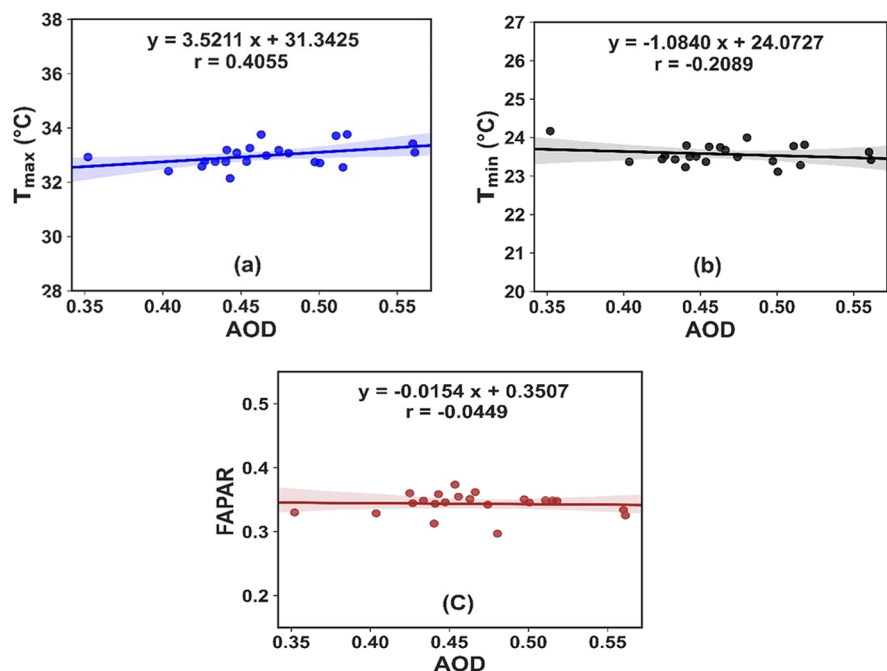 y = 3.5211 x + 31.3425
r = 0.4055
38
36
34
32
30
28
T_max (°C)
(a)
0.35 0.40 0.45 0.50 0.55
AOD
y = -1.0840 x + 24.0727
r = -0.2089
27
26
25
24
23
22
21
20
T_min (°C)
(b)
0.35 0.40 0.45 0.50 0.55
AOD
y = -0.0154 x + 0.3507
r = -0.0449
0.5
0.4
0.3
0.2
FAPAR
(C)
0.35 0.40 0.45 0.50 0.55
AOD